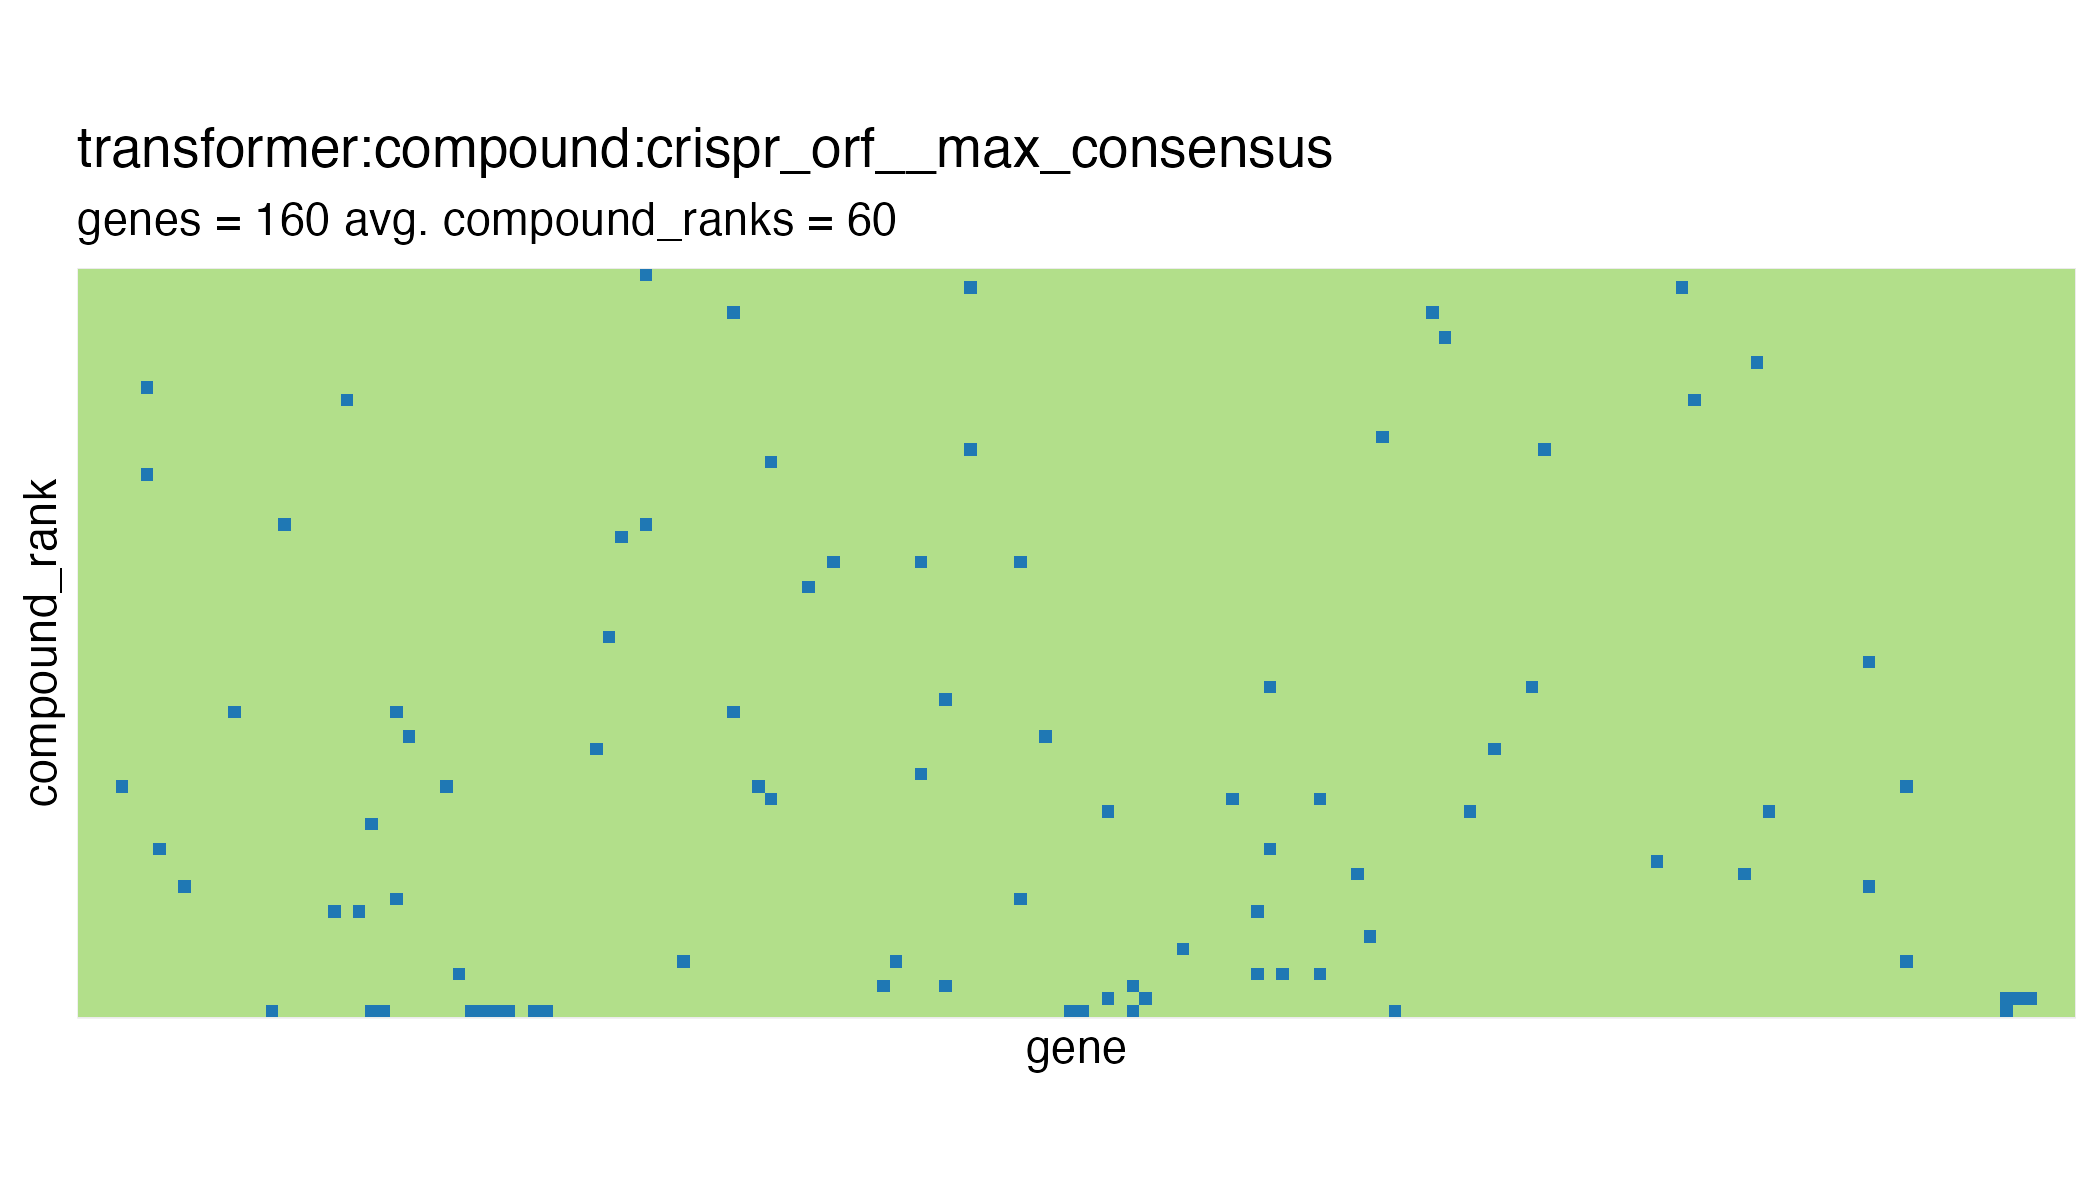 transformer:compound:crispr_orf__max_consensus
genes = 160 avg. compound_ranks = 60
compound_rank
gene